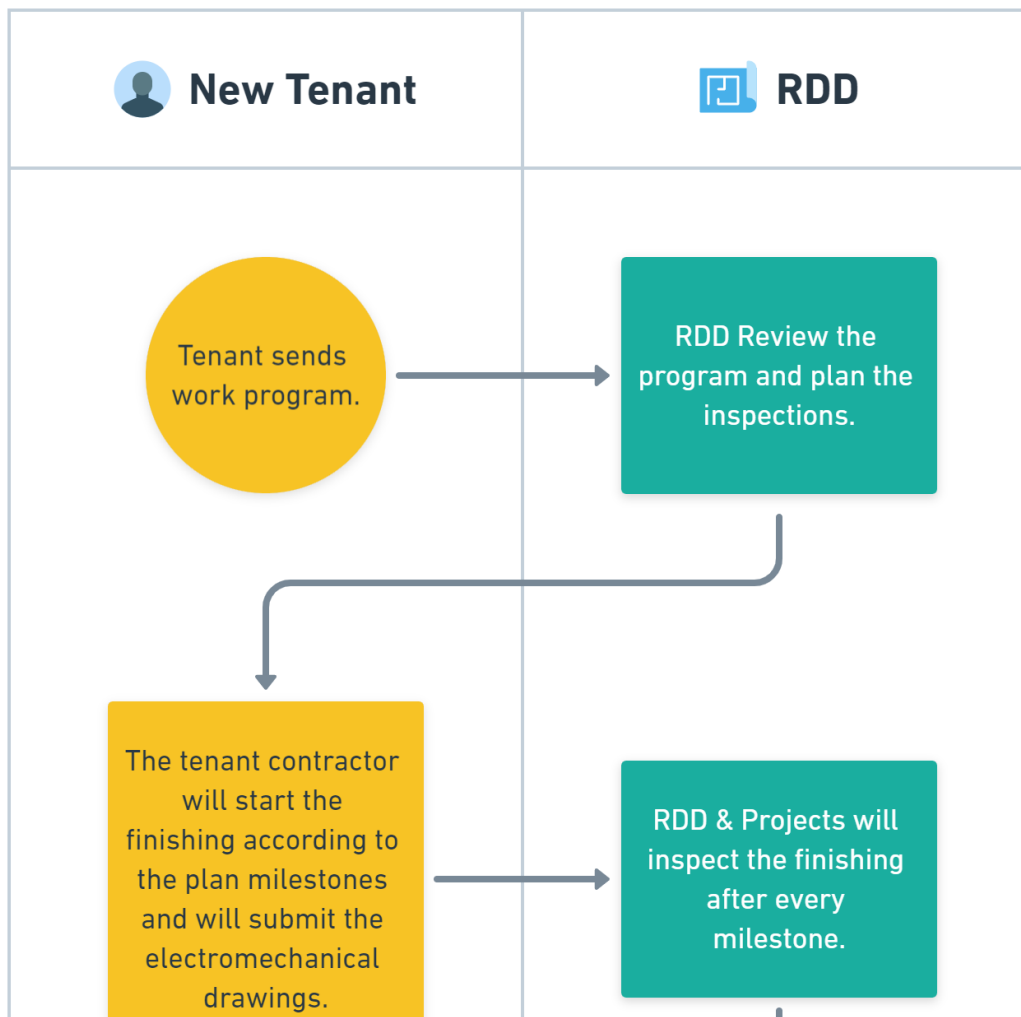 New Tenant
RDD
Tenant sends
work program.
RDD Review the
program and plan the
inspections.
The tenant contractor
will start the
finishing according to
the plan milestones
and will submit the
electromechanical
drawings.
RDD & Projects will
inspect the finishing
after every
milestone.